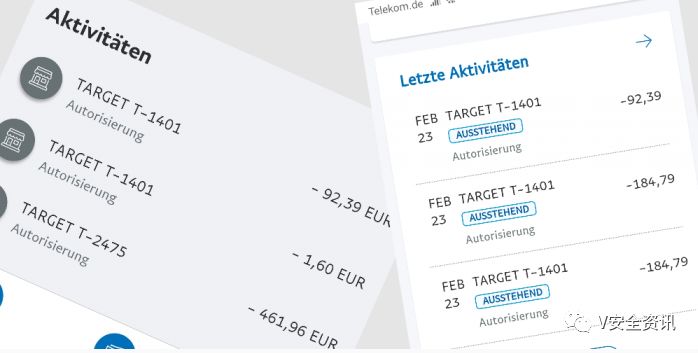 Aktivitäten
TARGET T-1401
Autorisierung
- 92,39 EUR
TARGET T-1401
Autorisierung
- 1,60 EUR
TARGET T-2475
Autorisierung
- 461,96 EUR
Telekom.de
Letzte Aktivitäten
FEB 23 TARGET T-1401 -92,39
AUSSTEHEND
Autorisierung
FEB 23 TARGET T-1401 -184,79
AUSSTEHEND
Autorisierung
FEB 23 TARGET T-1401 -184,79
AUSSTEHEND
Autorisierung
V安全资讯